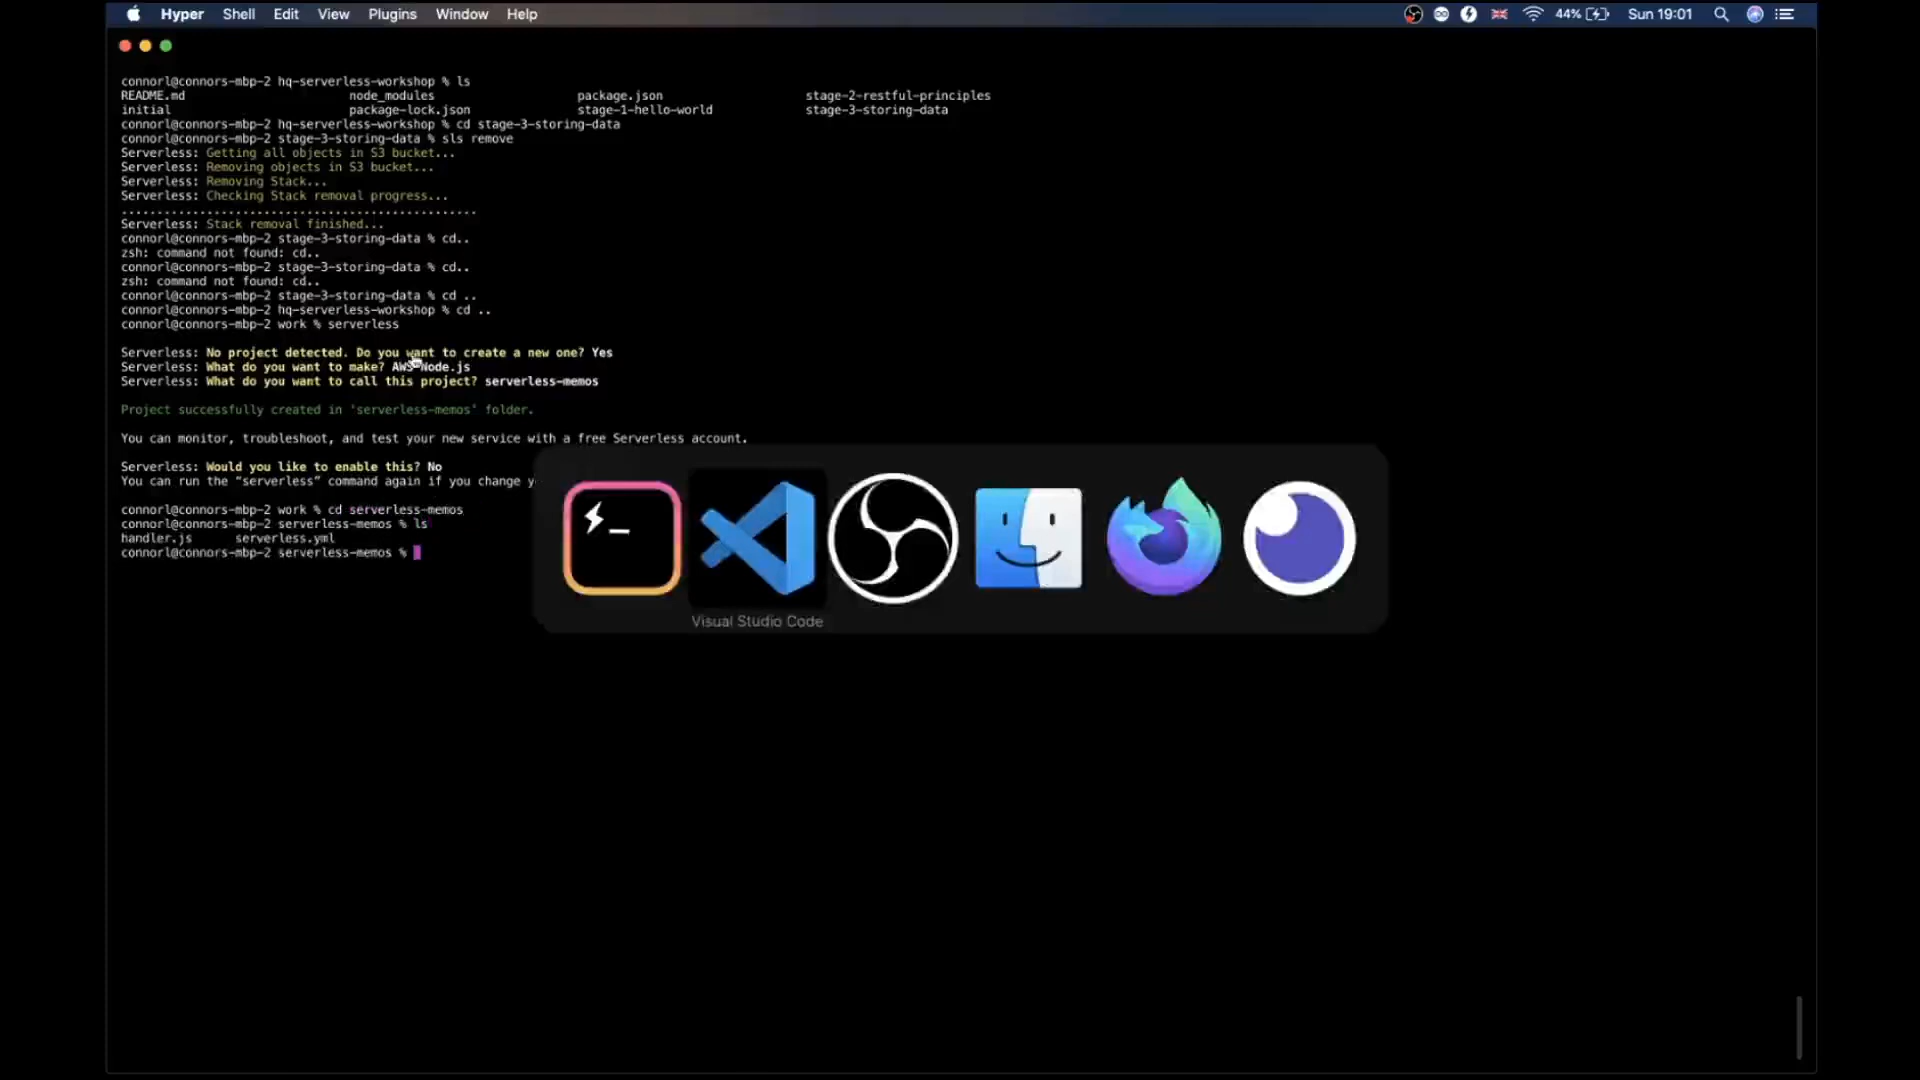 Hyper Shell Edit View Plugins Window Help 44% Sun 19:01
connorl@connors-mbp-2 hq-serverless-workshop % ls
README.md node_modules package.json stage-2-restful-principles
initial package-lock.json stage-1-hello-world stage-3-storing-data
connorl@connors-mbp-2 hq-serverless-workshop % cd stage-3-storing-data
connorl@connors-mbp-2 stage-3-storing-data % sls remove
Serverless: Getting all objects in S3 bucket...
Serverless: Removing objects in S3 bucket...
Serverless: Removing Stack...
Serverless: Checking Stack removal progress...
..................................................
Serverless: Stack removal finished...
connorl@connors-mbp-2 stage-3-storing-data % cd..
zsh: command not found: cd..
connorl@connors-mbp-2 stage-3-storing-data % cd..
zsh: command not found: cd..
connorl@connors-mbp-2 stage-3-storing-data % cd ..
connorl@connors-mbp-2 hq-serverless-workshop % cd ..
connorl@connors-mbp-2 work % serverless
Serverless: No project detected. Do you want to create a new one? Yes
Serverless: What do you want to make? AWS Node.js
Serverless: What do you want to call this project? serverless-memos
Project successfully created in 'serverless-memos' folder.
You can monitor, troubleshoot, and test your new service with a free Serverless account.
Serverless: Would you like to enable this? No
You can run the “serverless” command again if you change y
connorl@connors-mbp-2 work % cd serverless-memos
connorl@connors-mbp-2 serverless-memos % ls
handler.js serverless.yml
connorl@connors-mbp-2 serverless-memos %
Visual Studio Code